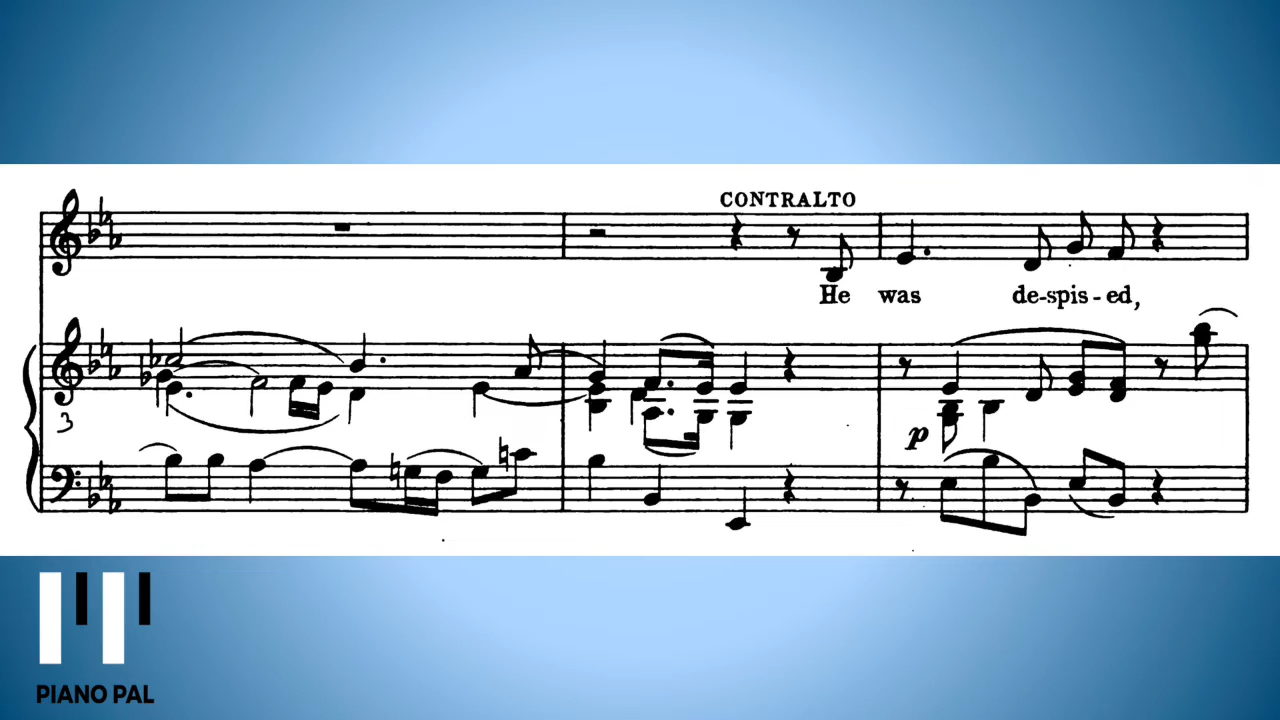 CONTRALTO
He was de-spis-ed,
3
p
PIANO PAL